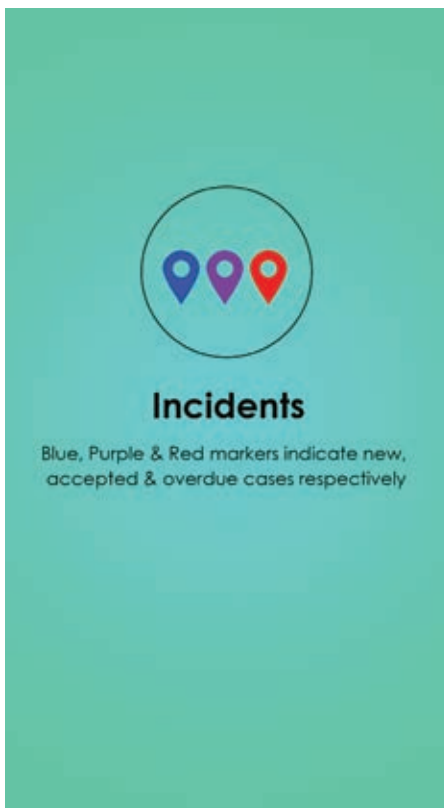 Incidents
Blue, Purple & Red markers indicate new,
accepted & overdue cases respectively